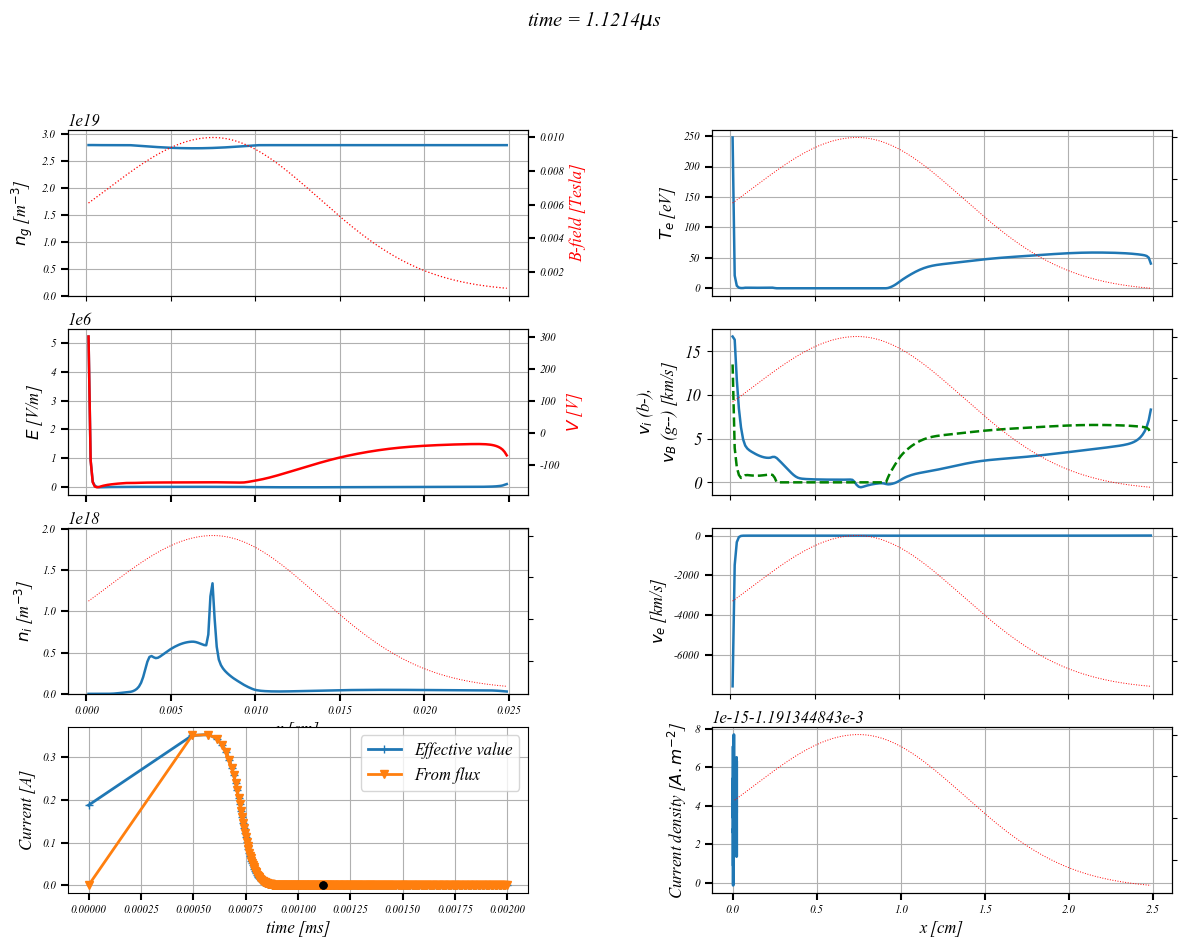 time = 1.1214μs
1e19
3.0
2.5
2.0
1.5
1.0
0.5
0.0
n_g [m⁻³]
0.010
0.008
0.006
0.004
0.002
B-field [Tesla]
250
200
150
100
50
0
T_e [eV]
1e6
5
4
3
2
1
0
E [V/m]
300
200
100
0
-100
V [V]
15
10
5
0
v_i (b-),
v_B (g--) [km/s]
1e18
2.0
1.5
1.0
0.5
0.0
n_i [m⁻³]
0.000 0.005 0.010 0.015 0.020 0.025
0
-2000
-4000
-6000
v_e [km/s]
0.3
0.2
0.1
0.0
Current [A]
Effective value
From flux
0.00000 0.00025 0.00050 0.00075 0.00100 0.00125 0.00150 0.00175 0.00200
time [ms]
1e-15-1.191344843e-3
8
6
4
2
0
Current density [A.m⁻²]
0.0 0.5 1.0 1.5 2.0 2.5
x [cm]